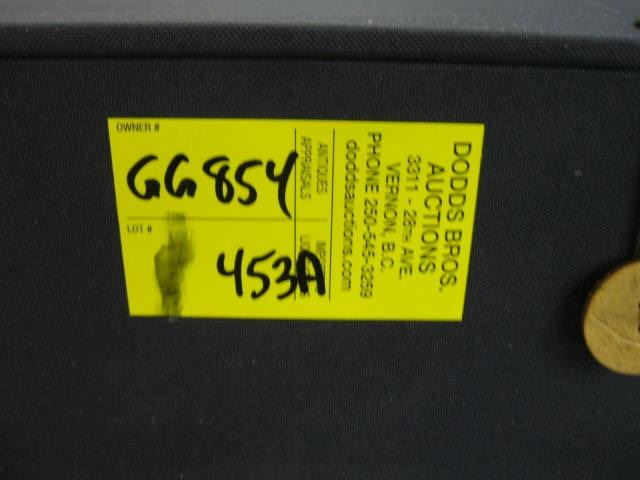 OWNER #
GG854
LOT #
453A
ANTIQUES
APPRAISALS
DODDS BROS.
AUCTIONS
3311 - 28TH AVE.
VERNON, B.C.
PHONE 250-545-3259
doddsauctions.com